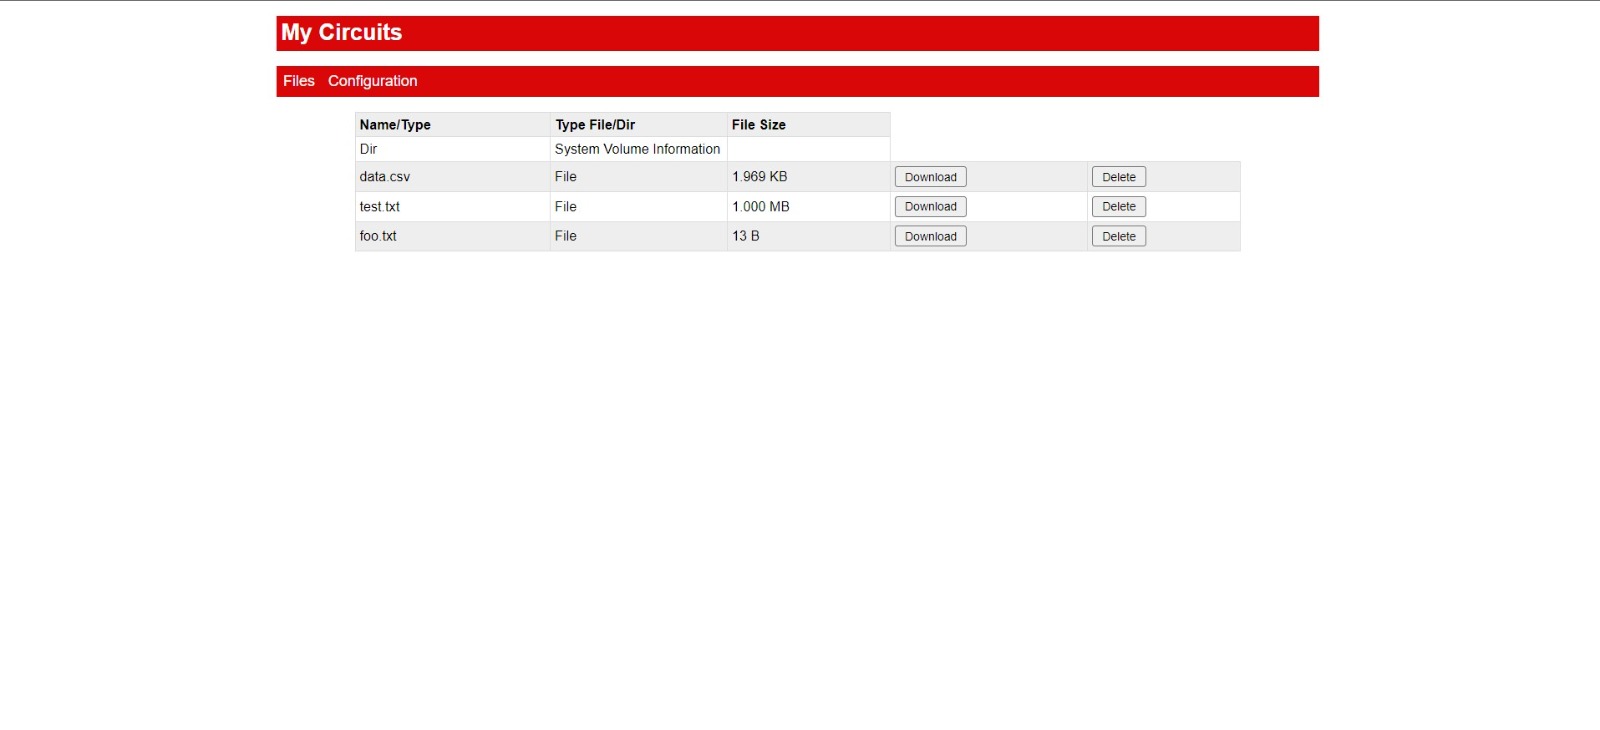 My Circuits
Files Configuration
Name/Type Type File/Dir File Size
Dir System Volume Information
data.csv File 1.969 KB Download Delete
test.txt File 1.000 MB Download Delete
foo.txt File 13 B Download Delete